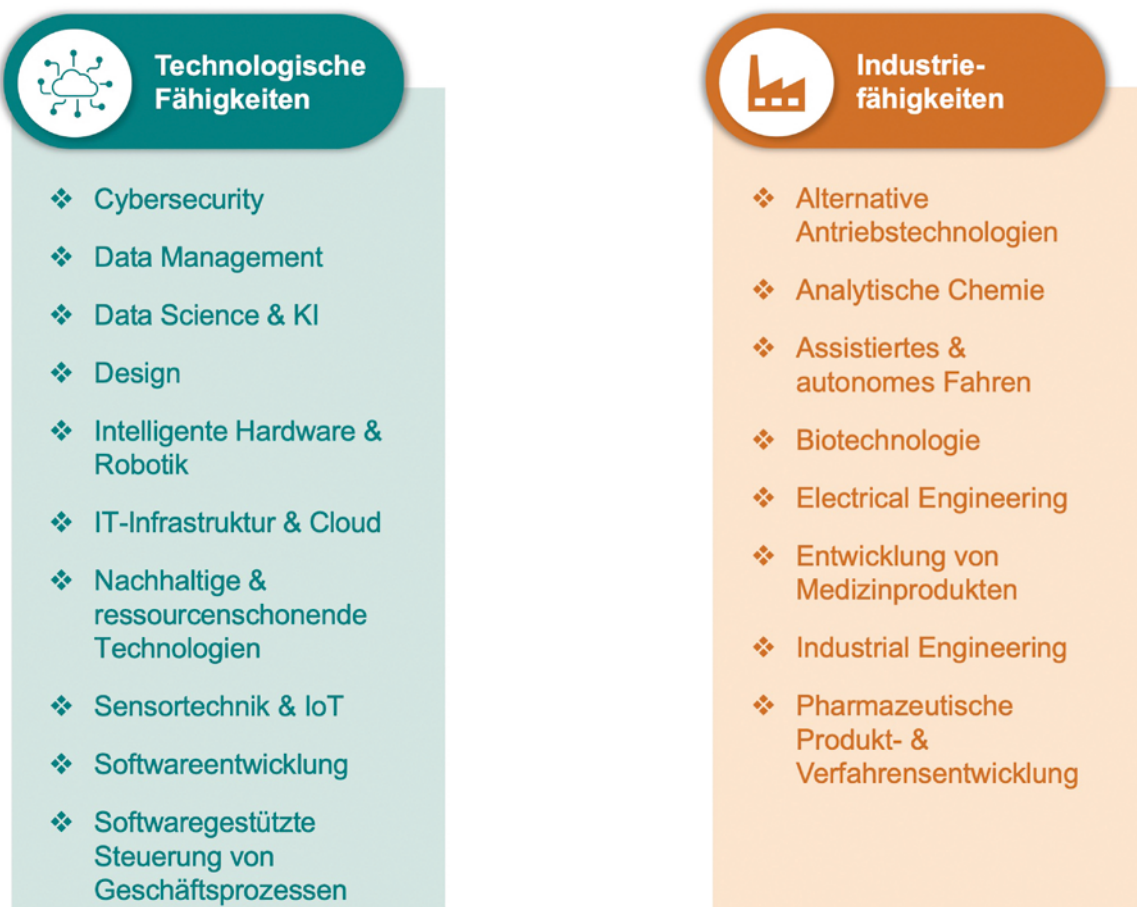 Technologische
Fähigkeiten
❖ Cybersecurity
❖ Data Management
❖ Data Science & KI
❖ Design
❖ Intelligente Hardware &
Robotik
❖ IT-Infrastruktur & Cloud
❖ Nachhaltige &
ressourcenschonende
Technologien
❖ Sensortechnik & IoT
❖ Softwareentwicklung
❖ Softwaregestützte
Steuerung von
Geschäftsprozessen
Industrie-
fähigkeiten
❖ Alternative
Antriebstechnologien
❖ Analytische Chemie
❖ Assistiertes &
autonomes Fahren
❖ Biotechnologie
❖ Electrical Engineering
❖ Entwicklung von
Medizinprodukten
❖ Industrial Engineering
❖ Pharmazeutische
Produkt- &
Verfahrensentwicklung